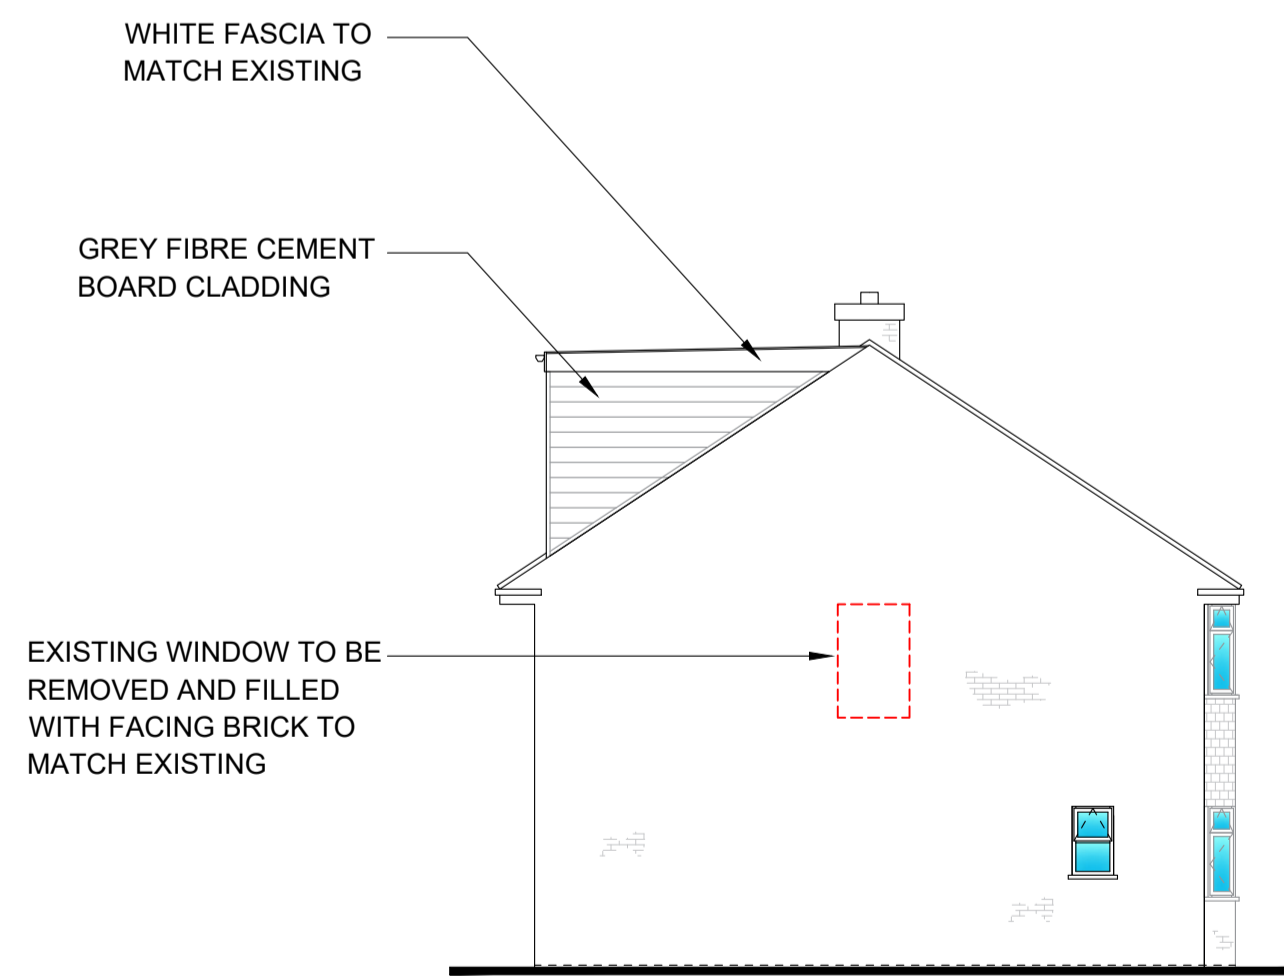 WHITE FASCIA TO
MATCH EXISTING
GREY FIBRE CEMENT
BOARD CLADDING
EXISTING WINDOW TO BE
REMOVED AND FILLED
WITH FACING BRICK TO
MATCH EXISTING